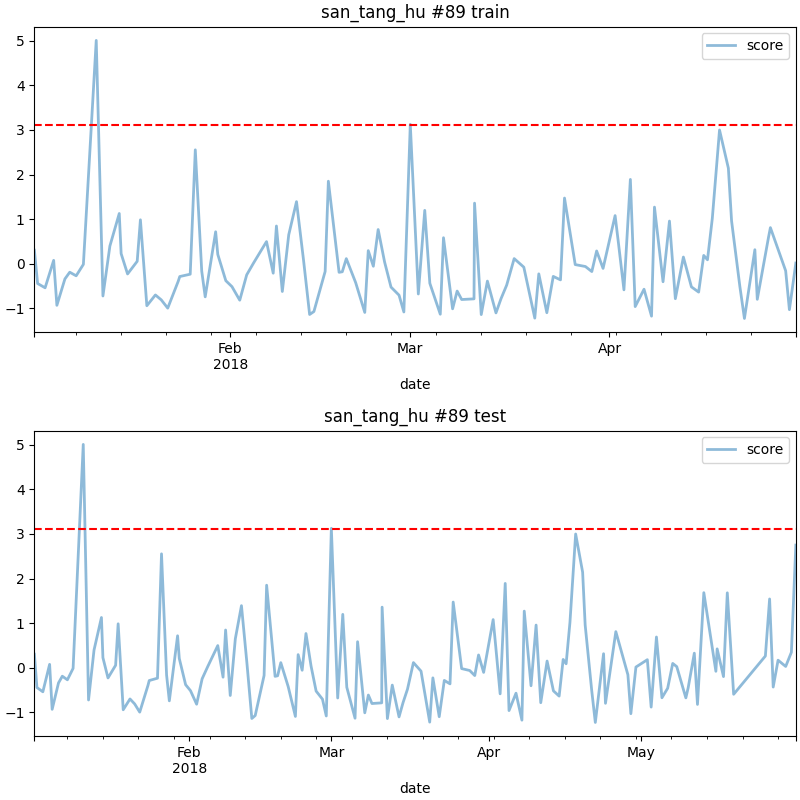 san_tang_hu #89 train
score
5
4
3
2
1
0
−1
Feb
2018
Mar
Apr
date
san_tang_hu #89 test
score
5
4
3
2
1
0
−1
Feb
2018
Mar
Apr
May
date